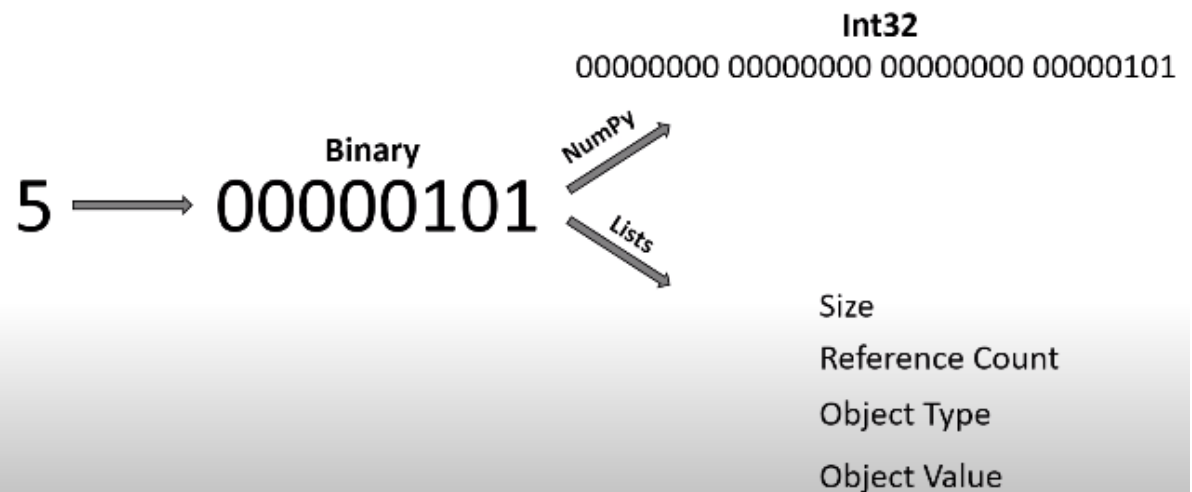 Int32
00000000 00000000 00000000 00000101
NumPy
Binary
5 00000101
Lists
Size
Reference Count
Object Type
Object Value